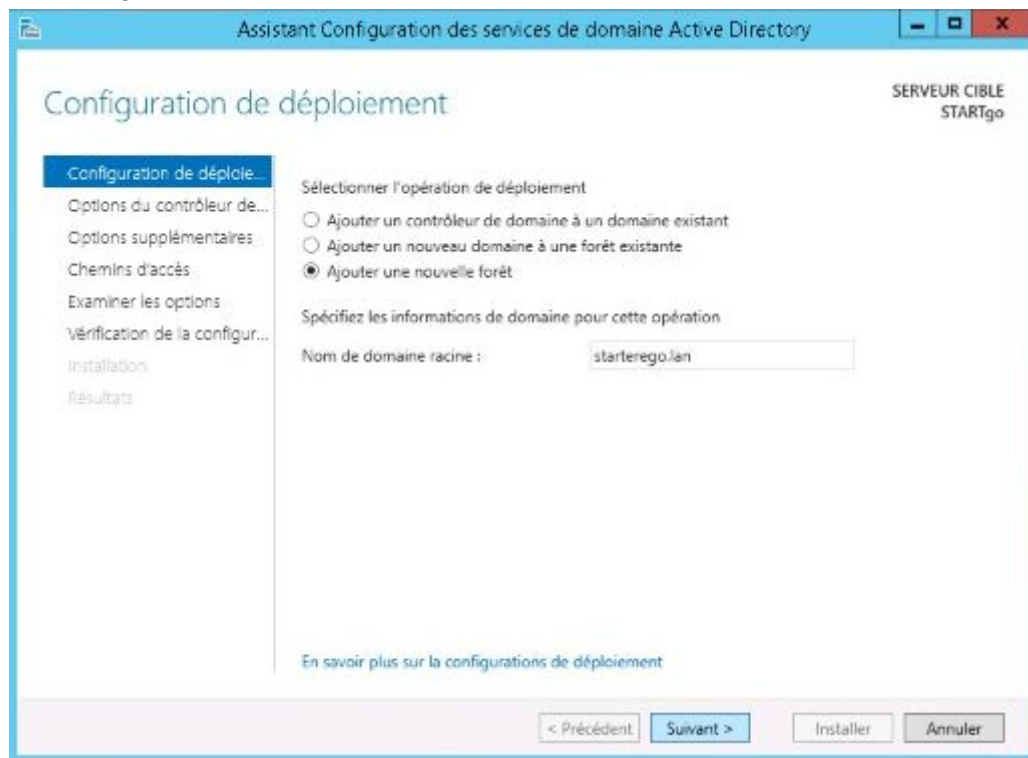 Assistant Configuration des services de domaine Active Directory
Configuration de déploiement
SERVEUR CIBLE
STARTgo
Configuration de déploie...
Options du contrôleur de...
Options supplémentaires
Chemins d'accès
Examiner les options
Vérification de la configur...
Installation
Résultats
Sélectionner l'opération de déploiement
Ajouter un contrôleur de domaine à un domaine existant
Ajouter un nouveau domaine à une forêt existante
Ajouter une nouvelle forêt
Spécifiez les informations de domaine pour cette opération
Nom de domaine racine : starterego.lan
En savoir plus sur la configurations de déploiement
< Précédent Suivant > Installer Annuler